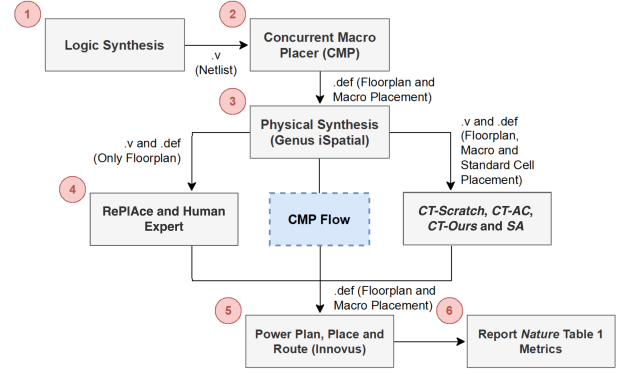 1
Logic Synthesis
.v
(Netlist)
2
Concurrent Macro
Placer (CMP)
.def (Floorplan and
Macro Placement)
3
Physical Synthesis
(Genus iSpatial)
.v and .def
(Only Floorplan)
.v and .def
(Floorplan,
Macro and
Standard Cell
Placement)
4
RePlAce and Human
Expert
CMP Flow
CT-Scratch, CT-AC,
CT-Ours and SA
.def (Floorplan and
Macro Placement)
5
Power Plan, Place and
Route (Innovus)
6
Report Nature Table 1
Metrics